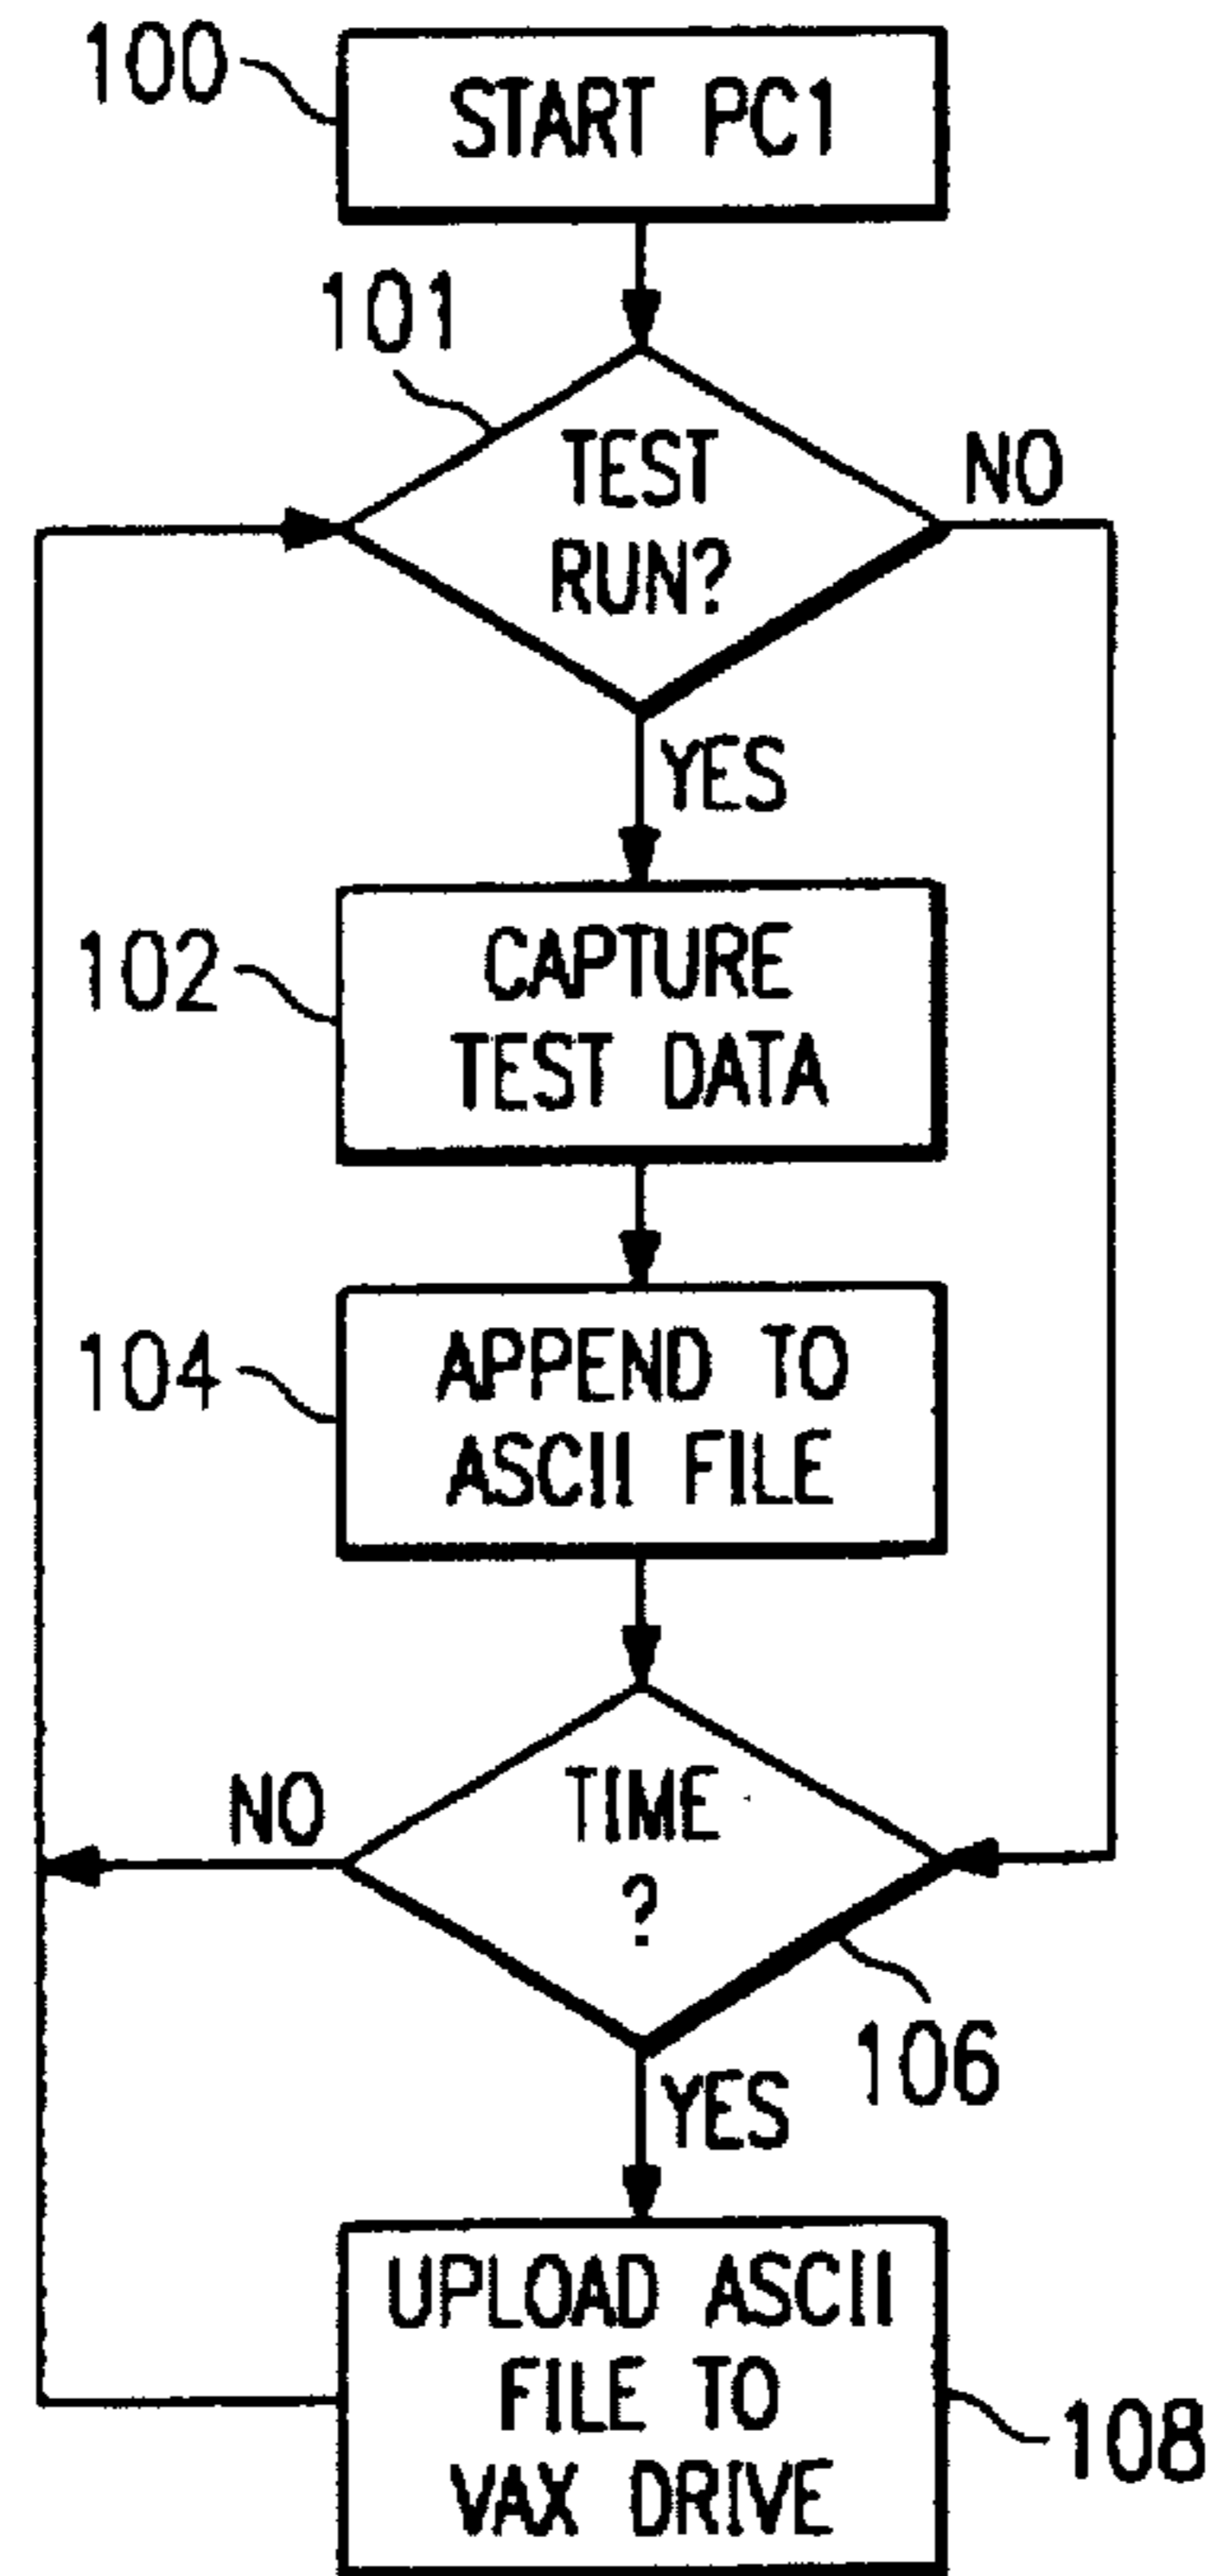 100
START PC1
101
TEST
RUN?
NO
YES
102
CAPTURE
TEST DATA
104
APPEND TO
ASCII FILE
NO
TIME
?
106
YES
UPLOAD ASCII
FILE TO
VAX DRIVE
108